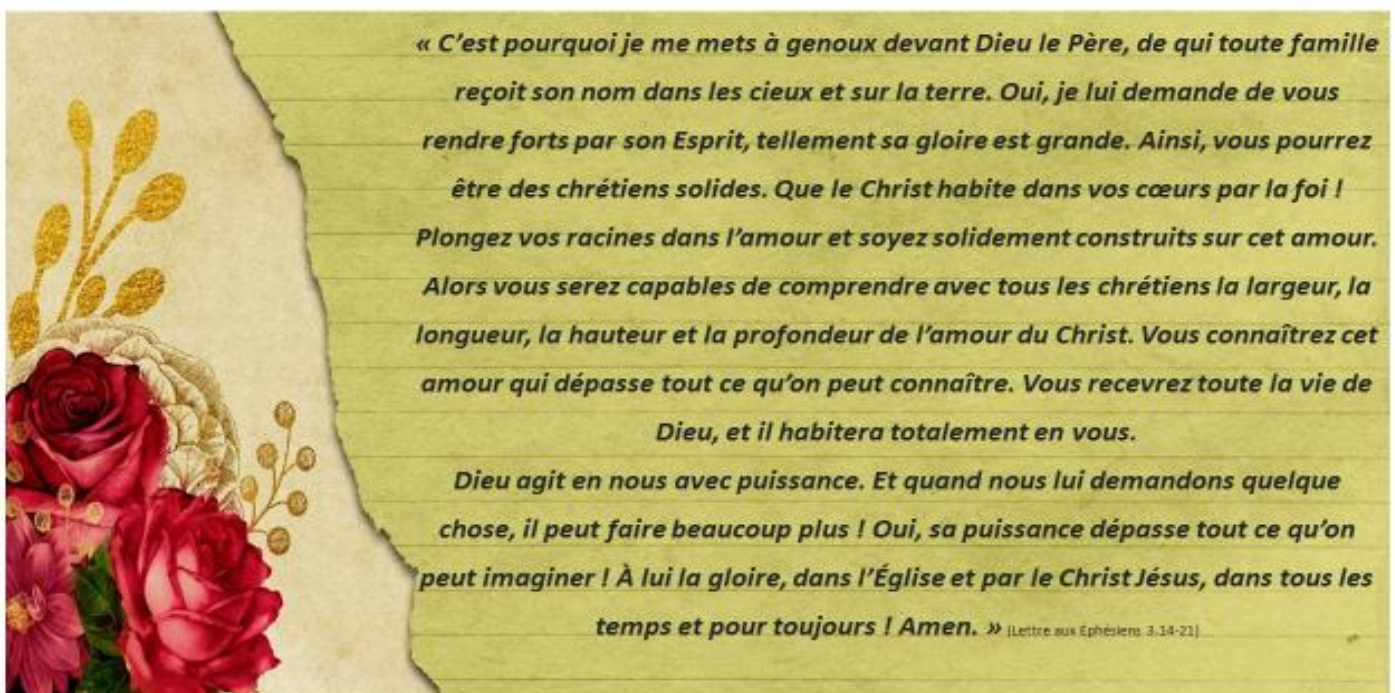 « C’est pourquoi je me mets à genoux devant Dieu le Père, de qui toute famille
reçoit son nom dans les cieux et sur la terre. Oui, je lui demande de vous
rendre forts par son Esprit, tellement sa gloire est grande. Ainsi, vous pourrez
être des chrétiens solides. Que le Christ habite dans vos cœurs par la foi !
Plongez vos racines dans l’amour et soyez solidement construits sur cet amour.
Alors vous serez capables de comprendre avec tous les chrétiens la largeur, la
longueur, la hauteur et la profondeur de l’amour du Christ. Vous connaîtrez cet
amour qui dépasse tout ce qu’on peut connaître. Vous recevrez toute la vie de
Dieu, et il habitera totalement en vous.
Dieu agit en nous avec puissance. Et quand nous lui demandons quelque
chose, il peut faire beaucoup plus ! Oui, sa puissance dépasse tout ce qu’on
peut imaginer ! À lui la gloire, dans l’Église et par le Christ Jésus, dans tous les
temps et pour toujours ! Amen. » (Lettre aux Ephésiens 3.14-21)